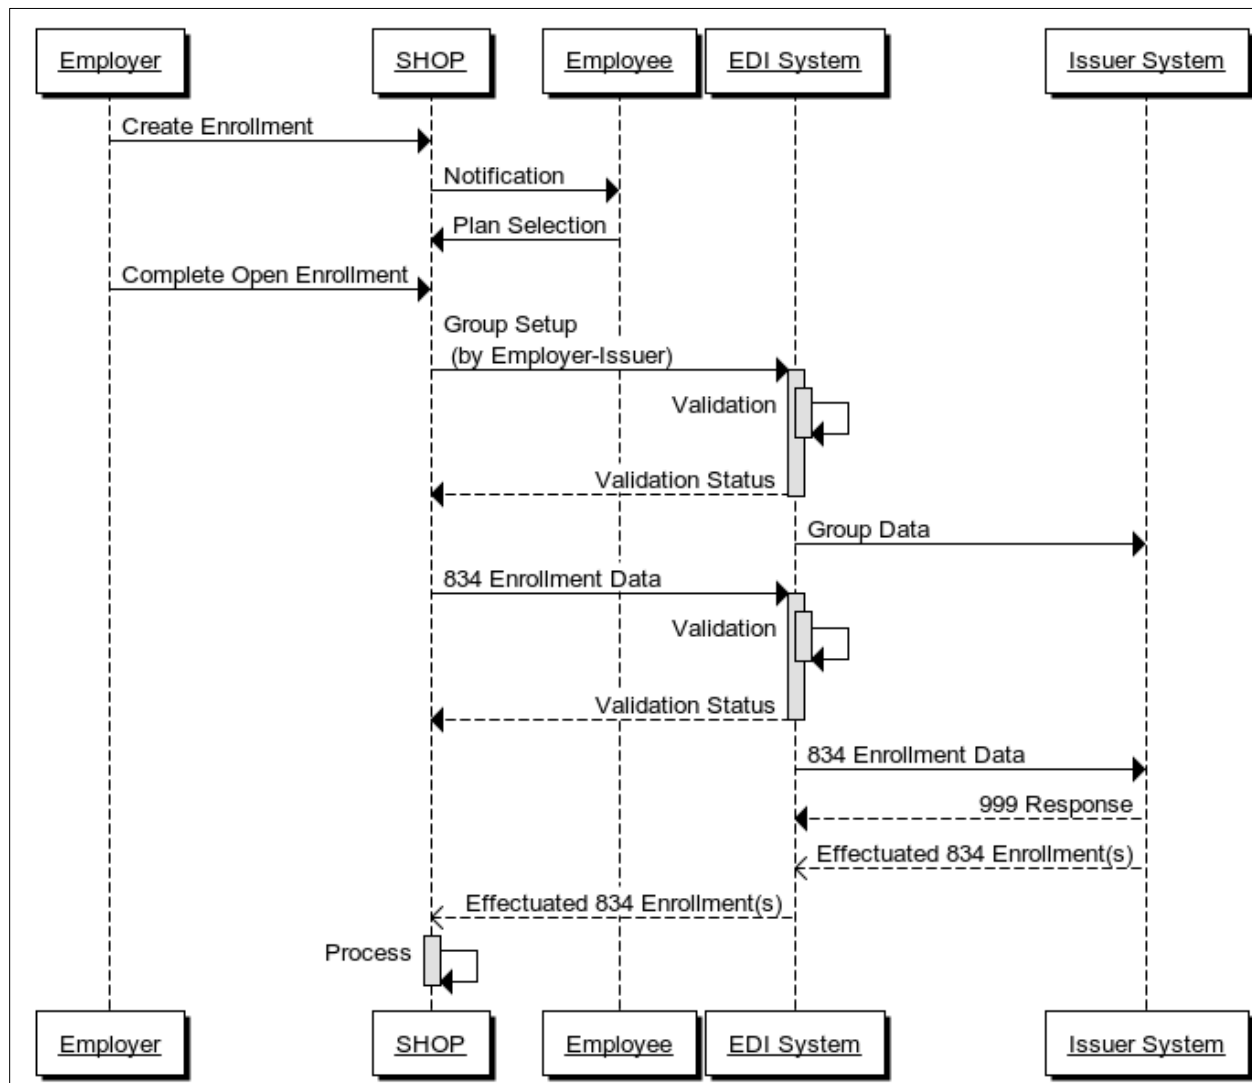 Employer
SHOP
Employee
EDI System
Issuer System
Create Enrollment
Notification
Plan Selection
Complete Open Enrollment
Group Setup
(by Employer-Issuer)
Validation
Validation Status
Group Data
834 Enrollment Data
Validation
Validation Status
834 Enrollment Data
999 Response
Effectuated 834 Enrollment(s)
Effectuated 834 Enrollment(s)
Process
Employer
SHOP
Employee
EDI System
Issuer System